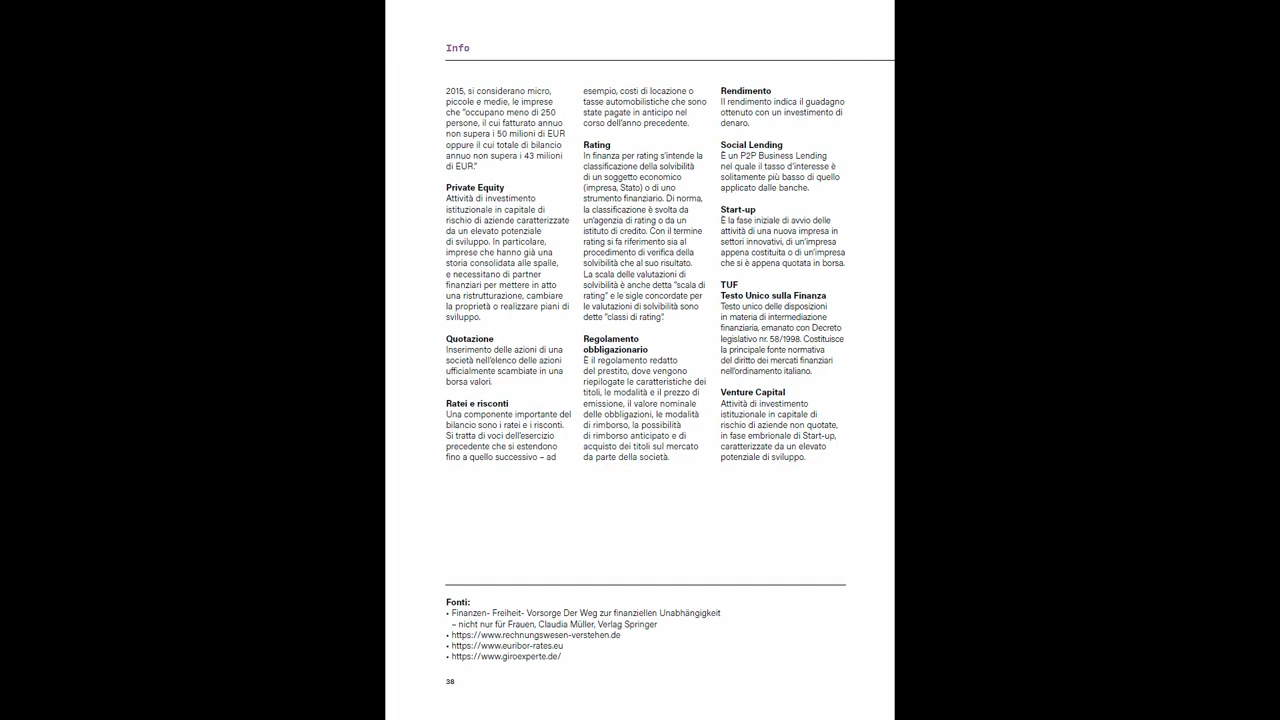 Info
2015, si considerano micro,
piccole e medie, le imprese
che “occupano meno di 250
persone, il cui fatturato annuo
non supera i 50 milioni di EUR
oppure il cui totale di bilancio
annuo non supera i 43 milioni
di EUR.”
Private Equity
Attività di investimento
istituzionale in capitale di
rischio di aziende caratterizzate
da un elevato potenziale
di sviluppo. In particolare,
imprese che hanno già una
storia consolidata alle spalle,
e necessitano di partner
finanziari per mettere in atto
una ristrutturazione, cambiare
la proprietà o realizzare piani di
sviluppo.
Quotazione
Inserimento delle azioni di una
società nell’elenco delle azioni
ufficialmente scambiate in una
borsa valori.
Ratei e risconti
Una componente importante del
bilancio sono i ratei e i risconti.
Si tratta di voci dell’esercizio
precedente che si estendono
fino a quello successivo – ad
esempio, costi di locazione o
tasse automobilistiche che sono
state pagate in anticipo nel
corso dell’anno precedente.
Rating
In finanza per rating s’intende la
classificazione della solvibilità
di un soggetto economico
(impresa, Stato) o di uno
strumento finanziario. Di norma,
la classificazione è svolta da
un’agenzia di rating o da un
istituto di credito. Con il termine
rating si fa riferimento sia al
procedimento di verifica della
solvibilità che al suo risultato.
La scala delle valutazioni di
solvibilità è anche detta “scala di
rating” e le sigle concordate per
le valutazioni di solvibilità sono
dette “classi di rating”.
Regolamento
obbligazionario
È il regolamento redatto
del prestito, dove vengono
riepilogate le caratteristiche dei
titoli, le modalità e il prezzo di
emissione, il valore nominale
delle obbligazioni, le modalità
di rimborso, la possibilità
di rimborso anticipato e di
acquisto dei titoli sul mercato
da parte della società.
Rendimento
Il rendimento indica il guadagno
ottenuto con un investimento di
denaro.
Social Lending
È un P2P Business Lending
nel quale il tasso d’interesse è
solitamente più basso di quello
applicato dalle banche.
Start-up
È la fase iniziale di avvio delle
attività di una nuova impresa in
settori innovativi, di un’impresa
appena costituita o di un’impresa
che si è appena quotata in borsa.
TUF
Testo Unico sulla Finanza
Testo unico delle disposizioni
in materia di intermediazione
finanziaria, emanato con Decreto
legislativo nr. 58/1998. Costituisce
la principale fonte normativa
del diritto dei mercati finanziari
nell’ordinamento italiano.
Venture Capital
Attività di investimento
istituzionale in capitale di
rischio di aziende non quotate,
in fase embrionale di Start-up,
caratterizzate da un elevato
potenziale di sviluppo.
Fonti:
• Finanzen- Freiheit- Vorsorge Der Weg zur finanziellen Unabhängigkeit
– nicht nur für Frauen, Claudia Müller, Verlag Springer
• https://www.rechnungswesen-verstehen.de
• https://www.euribor-rates.eu
• https://www.giroexperte.de/
38